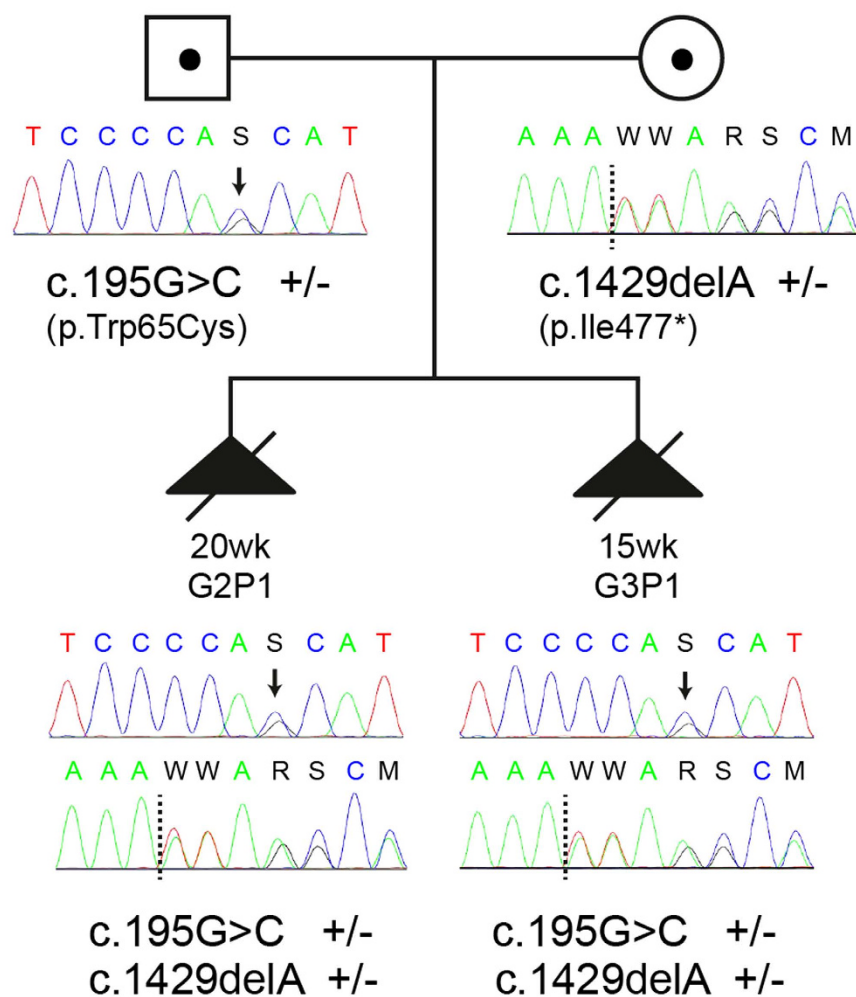 T C C C C A S C A T
A A A W W A R S C M
c.195G>C +/-
(p.Trp65Cys)
c.1429delA +/-
(p.Ile477*)
20wk
G2P1
15wk
G3P1
T C C C C A S C A T
A A A W W A R S C M
c.195G>C +/-
c.1429delA +/-
T C C C C A S C A T
A A A W W A R S C M
c.195G>C +/-
c.1429delA +/-